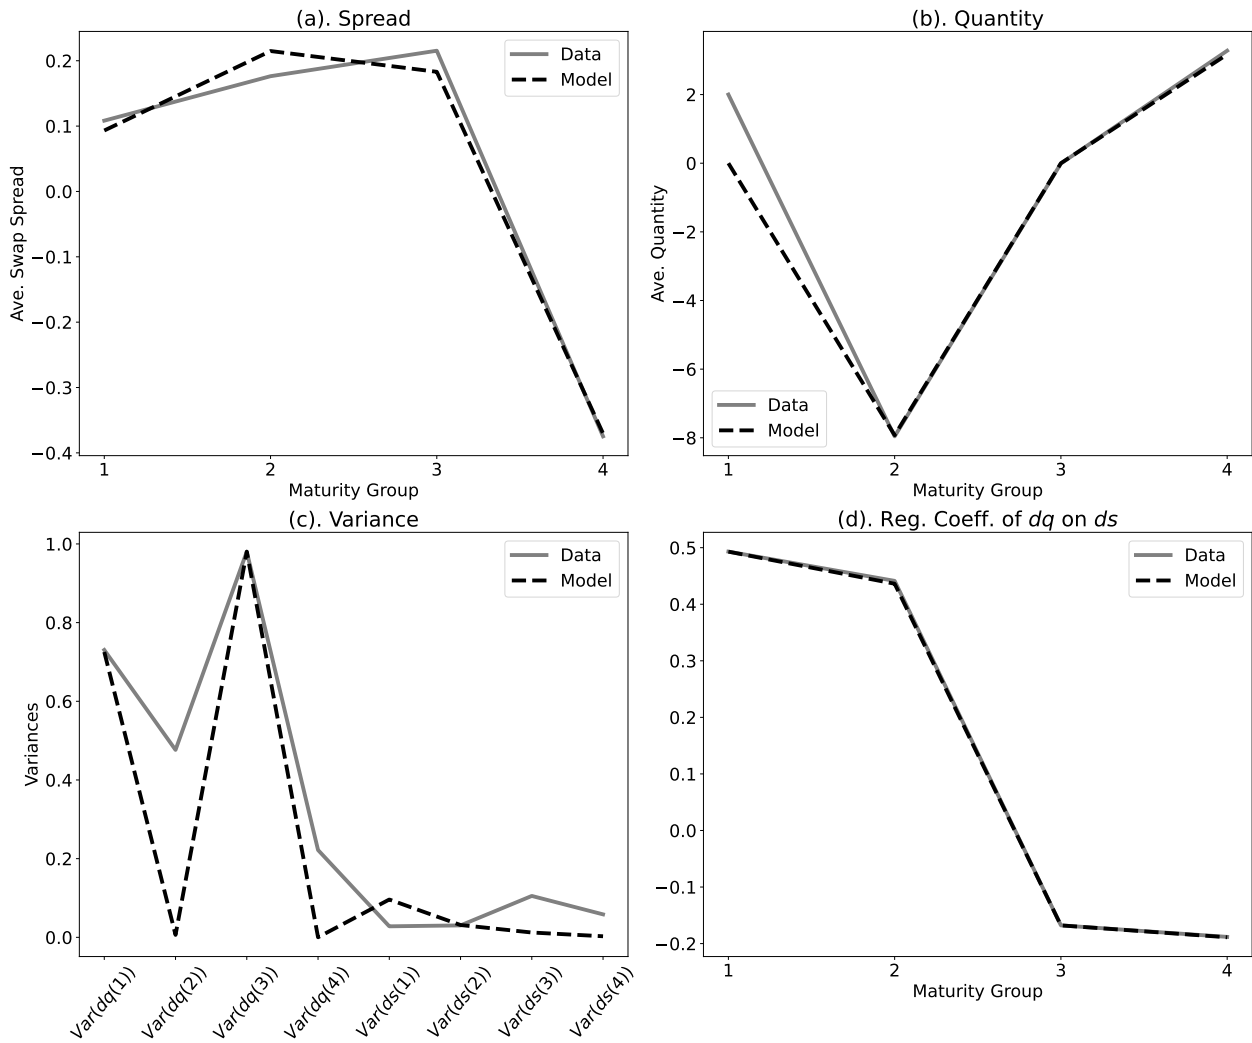 (a). Spread
0.2
0.1
0.0
−0.1
−0.2
−0.3
−0.4
Ave. Swap Spread
Data
Model
1 2 3 4
Maturity Group
(b). Quantity
2
0
−2
−4
−6
−8
Ave. Quantity
Data
Model
1 2 3 4
Maturity Group
(c). Variance
1.0
0.8
0.6
0.4
0.2
0.0
Variances
Data
Model
Var(dq(1))
Var(dq(2))
Var(dq(3))
Var(dq(4))
Var(ds(1))
Var(ds(2))
Var(ds(3))
Var(ds(4))
(d). Reg. Coeff. of dq on ds
0.5
0.4
0.3
0.2
0.1
0.0
−0.1
−0.2
Data
Model
1 2 3 4
Maturity Group